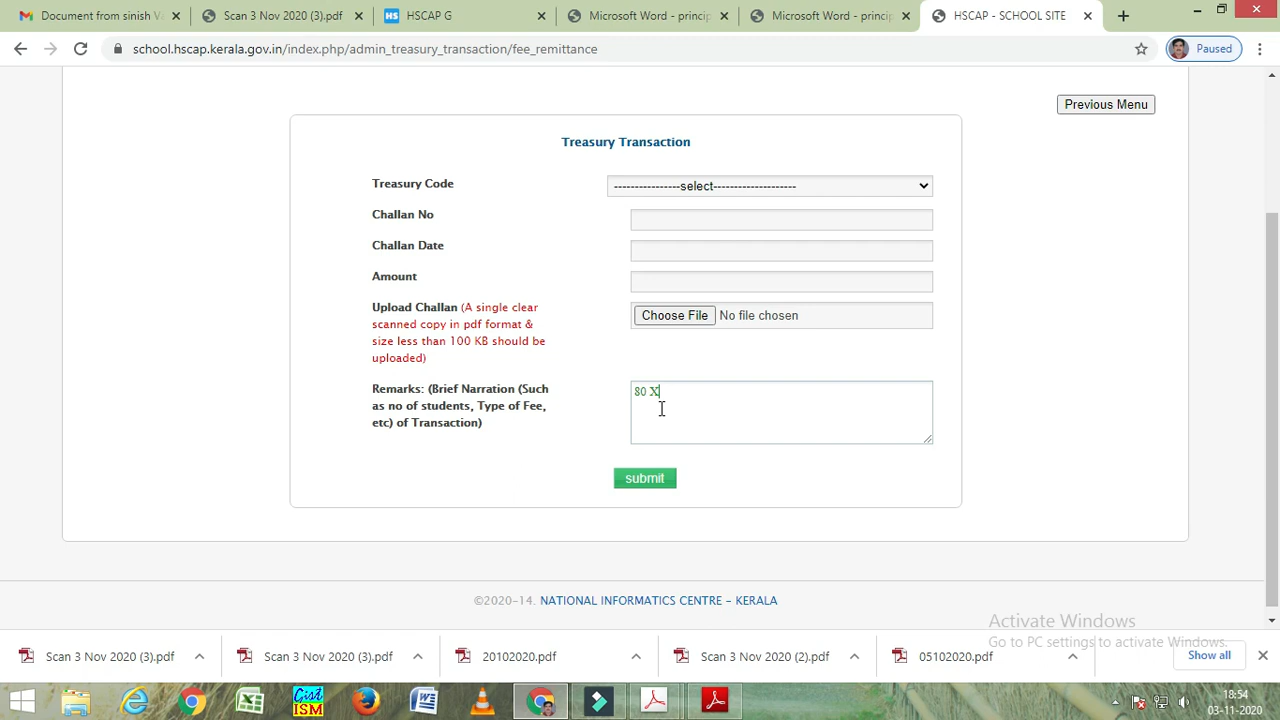 Document from sinish Va
Scan 3 Nov 2020 (3).pdf
HS HSCAP G
Microsoft Word - princip
Microsoft Word - princip
HSCAP - SCHOOL SITE
school.hscap.kerala.gov.in/index.php/admin_treasury_transaction/fee_remittance
Paused
Previous Menu
Treasury Transaction
Treasury Code ----------------select--------------------
Challan No
Challan Date
Amount
Upload Challan (A single clear
scanned copy in pdf format &
size less than 100 KB should be
uploaded)
Choose File No file chosen
Remarks: (Brief Narration (Such
as no of students, Type of Fee,
etc) of Transaction)
80 X
submit
©2020-14. NATIONAL INFORMATICS CENTRE - KERALA
Activate Windows
Go to PC settings to activate Windows.
Scan 3 Nov 2020 (3).pdf
Scan 3 Nov 2020 (3).pdf
0.pdf
Scan 3 Nov 2020 (2).pdf
05102020.pdf
Show all
Gist
ISM
18:54
03-11-2020